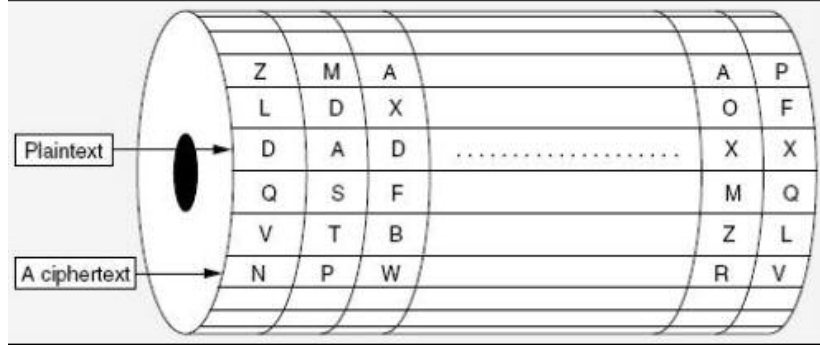 Z M A A P
L D X O F
Plaintext D A D .................... X X
Q S F M Q
V T B Z L
A ciphertext N P W R V